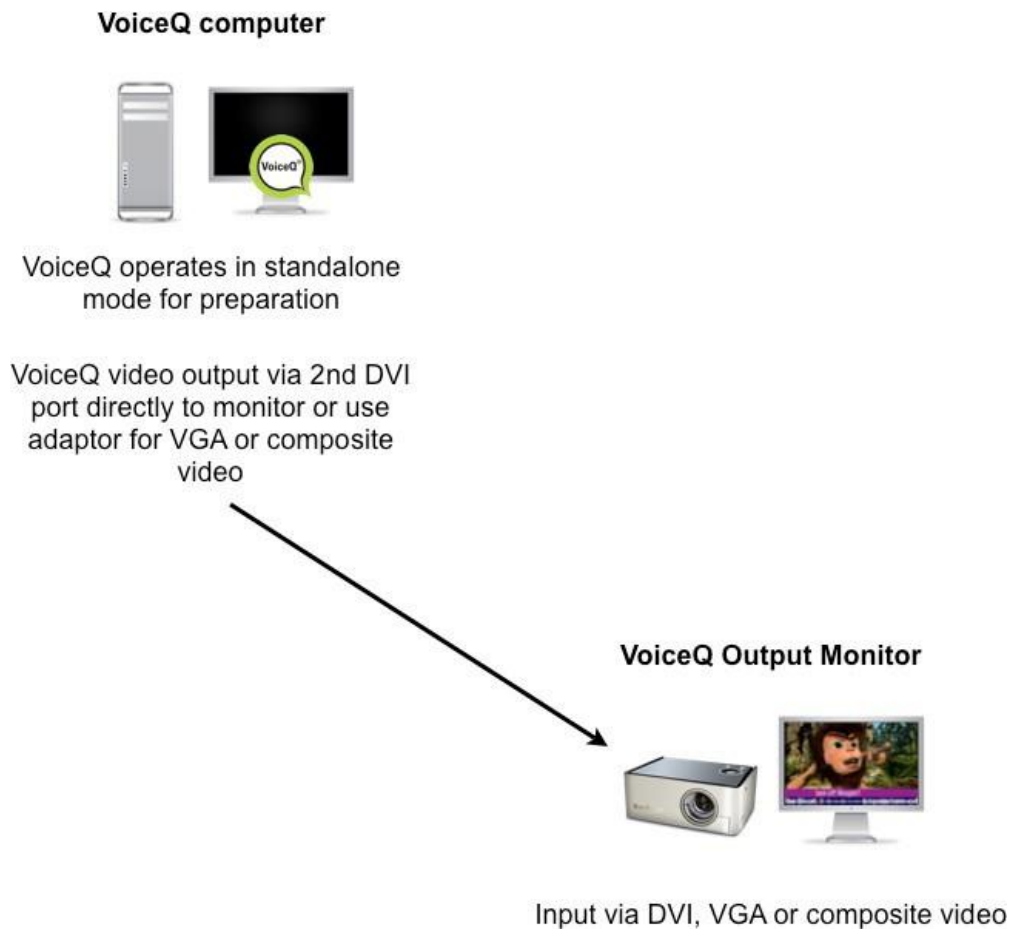 VoiceQ computer
VoiceQ
VoiceQ operates in standalone
mode for preparation
VoiceQ video output via 2nd DVI
port directly to monitor or use
adaptor for VGA or composite
video
VoiceQ Output Monitor
Input via DVI, VGA or composite video